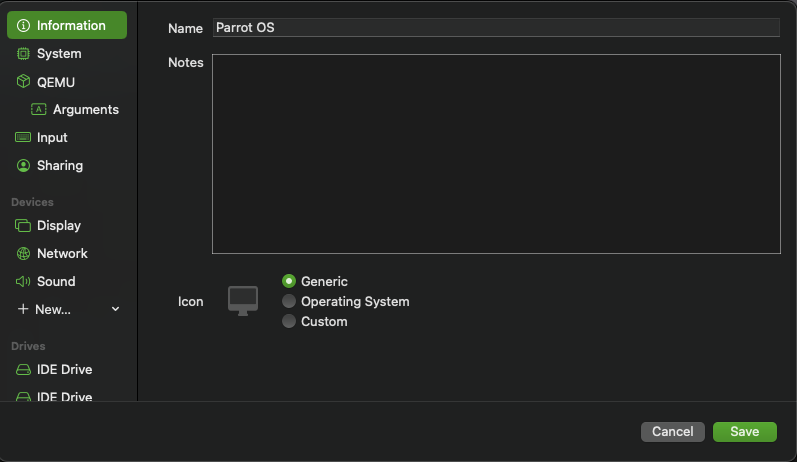 Information
System
QEMU
A
Arguments
Input
Sharing
Devices
Display
Network
Sound
+ New...
Drives
IDE Drive
IDE Drive
Name
Parrot OS
Notes
Icon
Generic
Operating System
Custom
Cancel
Save